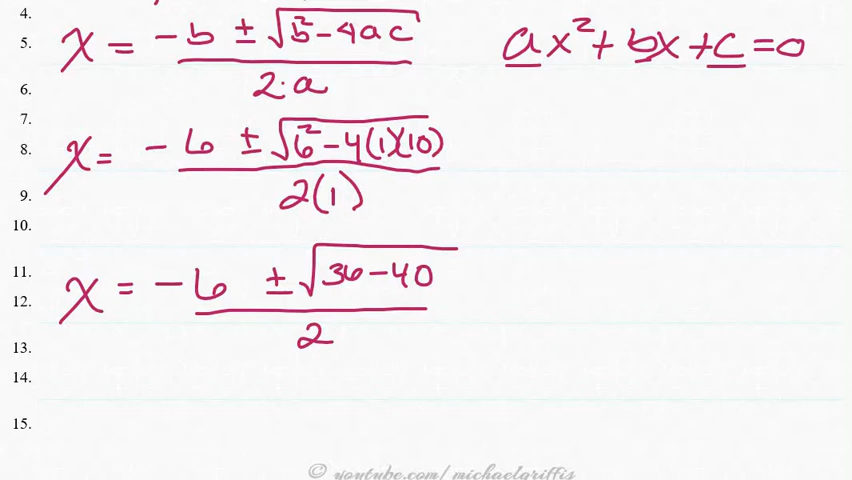 4.
5. x = -b ± √b²-4ac / 2·a ax² + bx + c = 0
6.
7.
8. x = -6 ± √6²-4(1)(10) / 2(1)
9.
10.
11.
12. x = -6 ± √36-40 / 2
13.
14.
15.
© youtube.com/michaelariffis